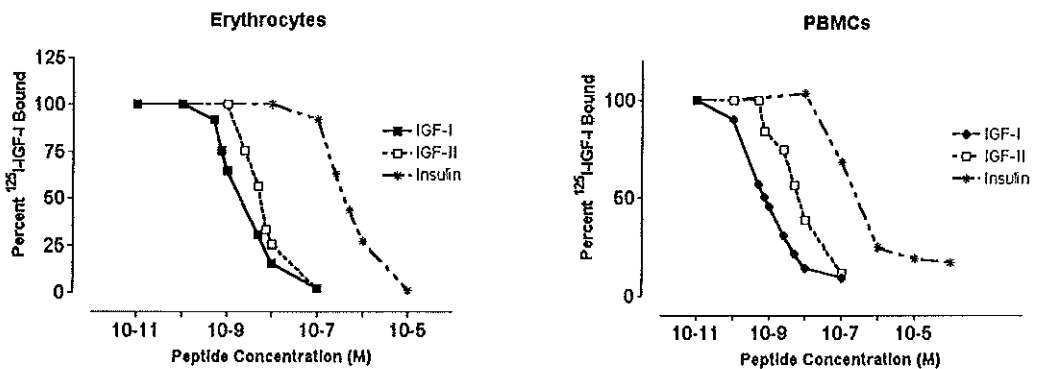 Erythrocytes
125
100
75
50
25
0
Percent 125I-IGF-I Bound
IGF-I
IGF-II
Insulin
10-11
10-9
10-7
10-5
Peptide Concentration (M)
PBMCs
100
50
0
Percent 125I-IGF-I Bound
IGF-I
IGF-II
Insulin
10-11
10-9
10-7
10-5
Peptide Concentration (M)